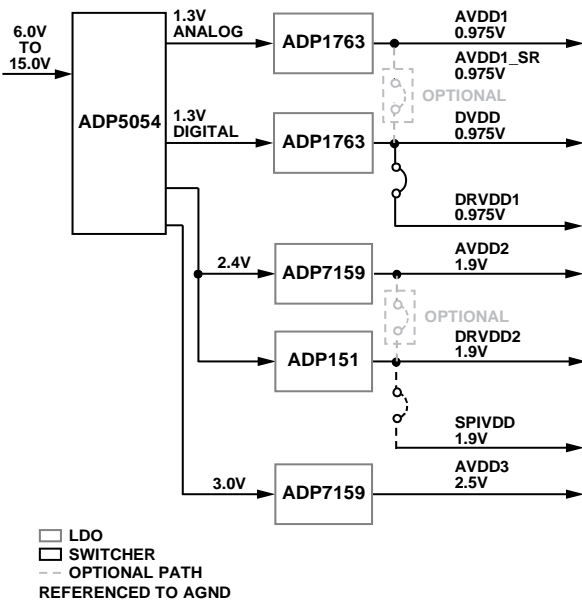 6.0V
TO
15.0V
ADP5054
1.3V
ANALOG
ADP1763
AVDD1
0.975V
AVDD1_SR
0.975V
OPTIONAL
1.3V
DIGITAL
ADP1763
DVDD
0.975V
DRVDD1
0.975V
2.4V
ADP7159
AVDD2
1.9V
OPTIONAL
ADP151
DRVDD2
1.9V
SPIVDD
1.9V
3.0V
ADP7159
AVDD3
2.5V
LDO
SWITCHER
OPTIONAL PATH
REFERENCED TO AGND